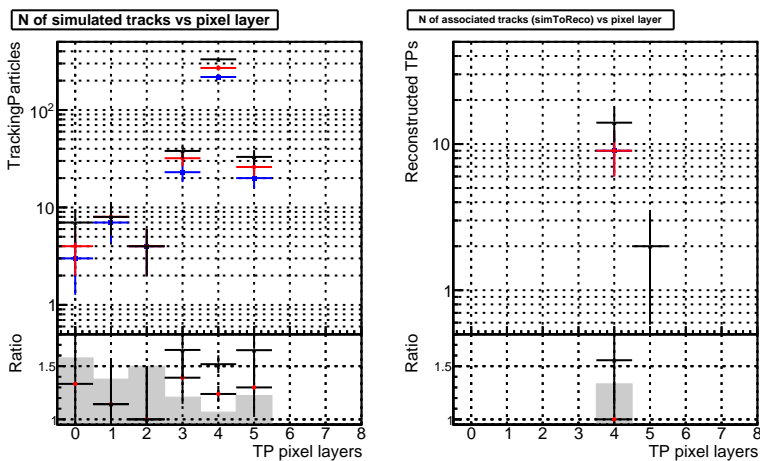 N of simulated tracks vs pixel layer
TrackingParticles
10²
10
1
Ratio
1.5
1
0 1 2 3 4 5 6 7 8
TP pixel layers
N of associated tracks (simToReco) vs pixel layer
Reconstructed TPs
10
1
Ratio
1.5
1
0 1 2 3 4 5 6 7 8
TP pixel layers